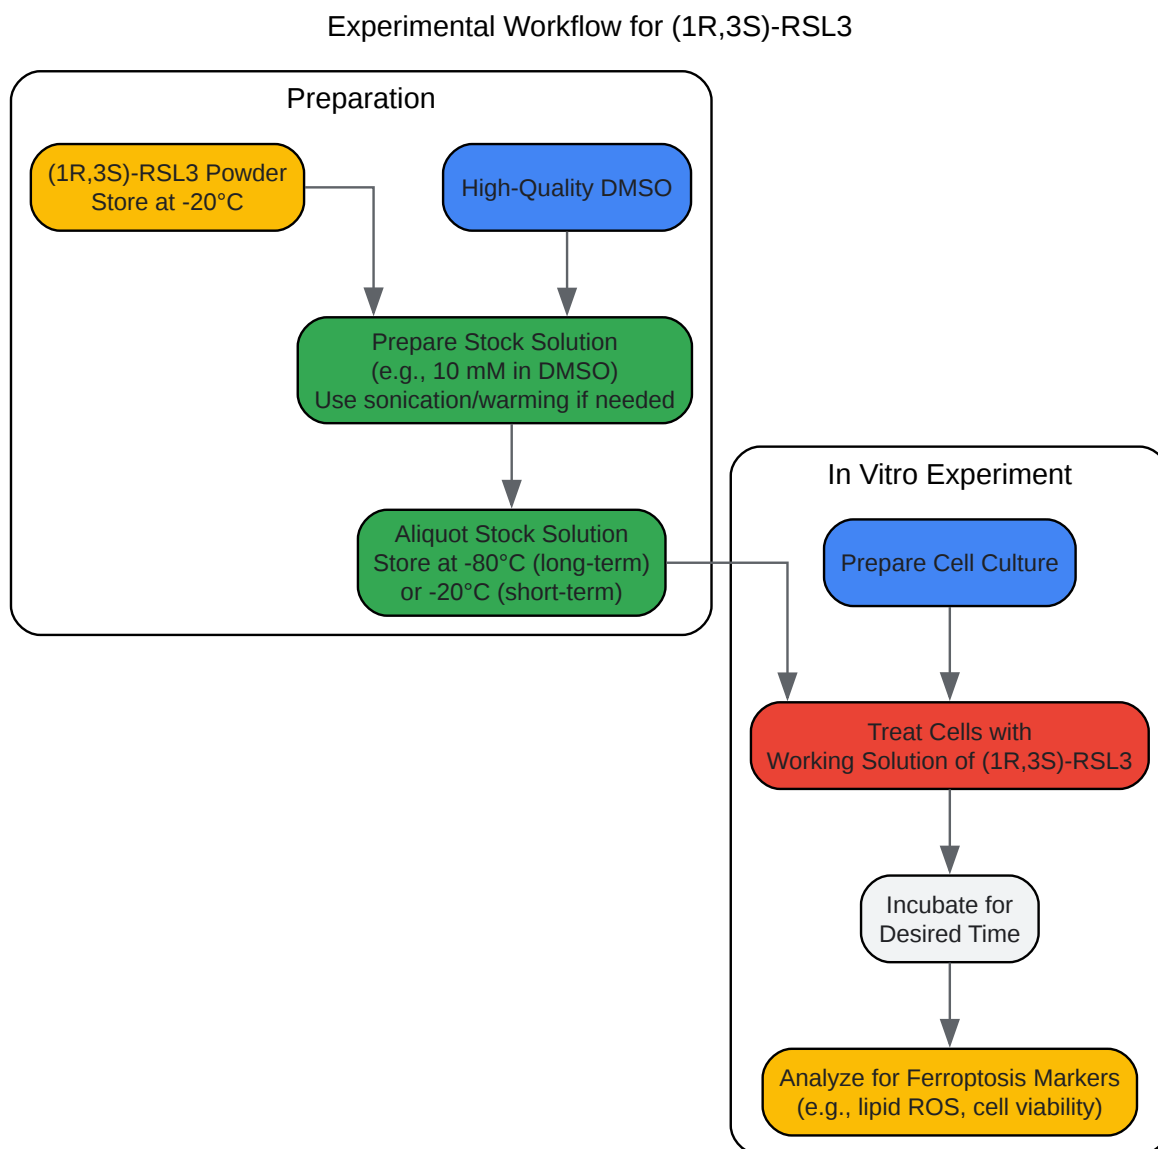 Experimental Workflow for (1R,3S)-RSL3
Preparation
(1R,3S)-RSL3 Powder
Store at -20°C
High-Quality DMSO
Prepare Stock Solution
(e.g., 10 mM in DMSO)
Use sonication/warming if needed
Aliquot Stock Solution
Store at -80°C (long-term)
or -20°C (short-term)
In Vitro Experiment
Prepare Cell Culture
Treat Cells with
Working Solution of (1R,3S)-RSL3
Incubate for
Desired Time
Analyze for Ferroptosis Markers
(e.g., lipid ROS, cell viability)